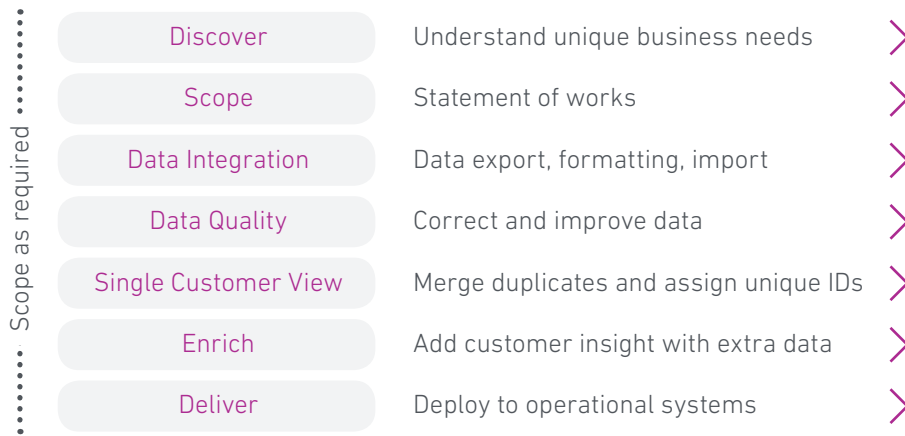 Scope as required
Discover
Understand unique business needs
Scope
Statement of works
Data Integration
Data export, formatting, import
Data Quality
Correct and improve data
Single Customer View
Merge duplicates and assign unique IDs
Enrich
Add customer insight with extra data
Deliver
Deploy to operational systems